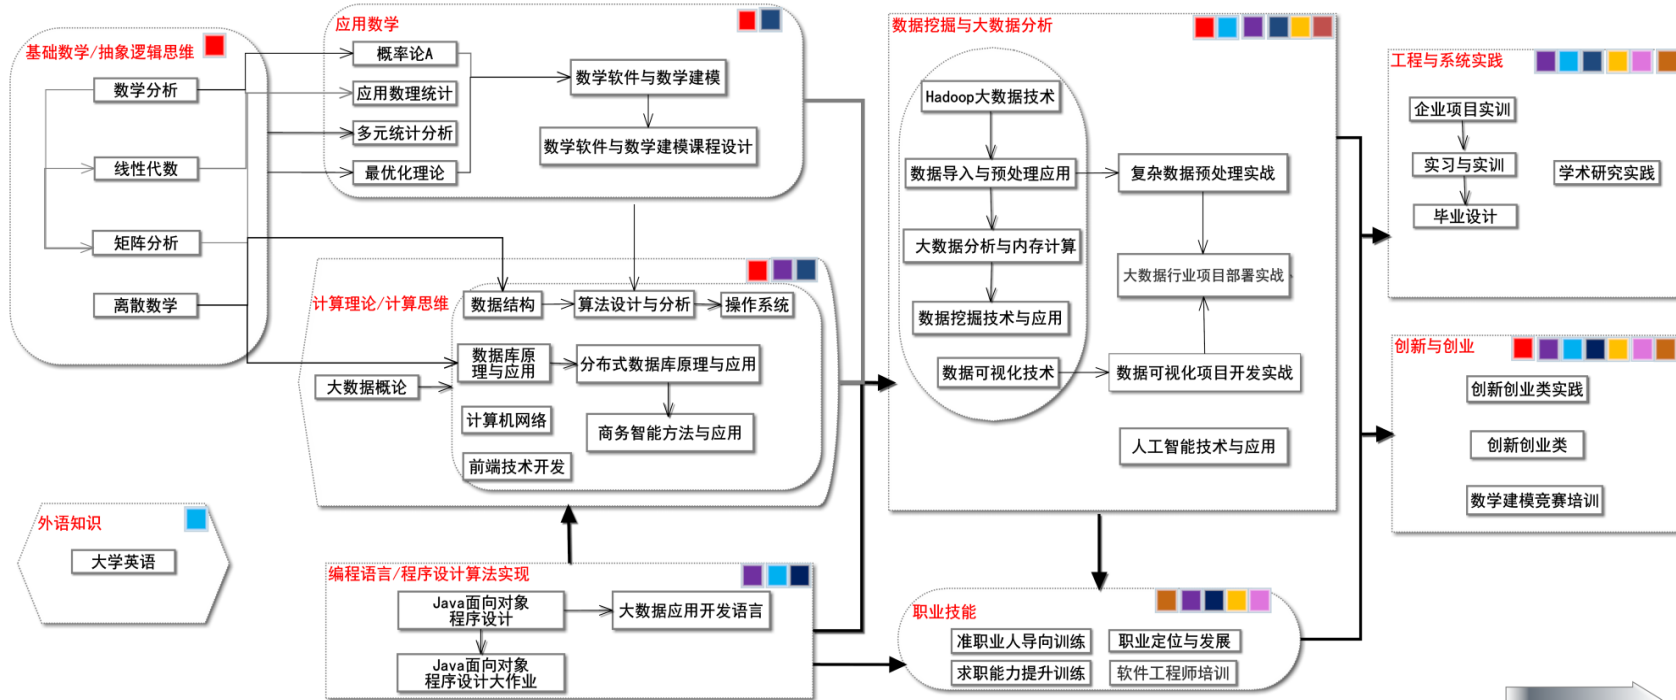 基础数学/抽象逻辑思维
数学分析
线性代数
矩阵分析
离散数学
应用数学
概率论A
应用数理统计
多元统计分析
最优化理论
数学软件与数学建模
数学软件与数学建模课程设计
计算理论/计算思维
大数据概论
数据结构
算法设计与分析
操作系统
数据库原
理与应用
分布式数据库原理与应用
计算机网络
商务智能方法与应用
前端技术开发
外语知识
大学英语
编程语言/程序设计算法实现
Java面向对象
程序设计
大数据应用开发语言
Java面向对象
程序设计大作业
数据挖掘与大数据分析
Hadoop大数据技术
数据导入与预处理应用
复杂数据预处理实战
大数据分析与内存计算
大数据行业项目部署实战
数据挖掘技术与应用
数据可视化技术
数据可视化项目开发实战
人工智能技术与应用
职业技能
准职业人导向训练
职业定位与发展
求职能力提升训练
软件工程师培训
工程与系统实践
企业项目实训
实习与实训
学术研究实践
毕业设计
创新与创业
创新创业类实践
创新创业类
数学建模竞赛培训